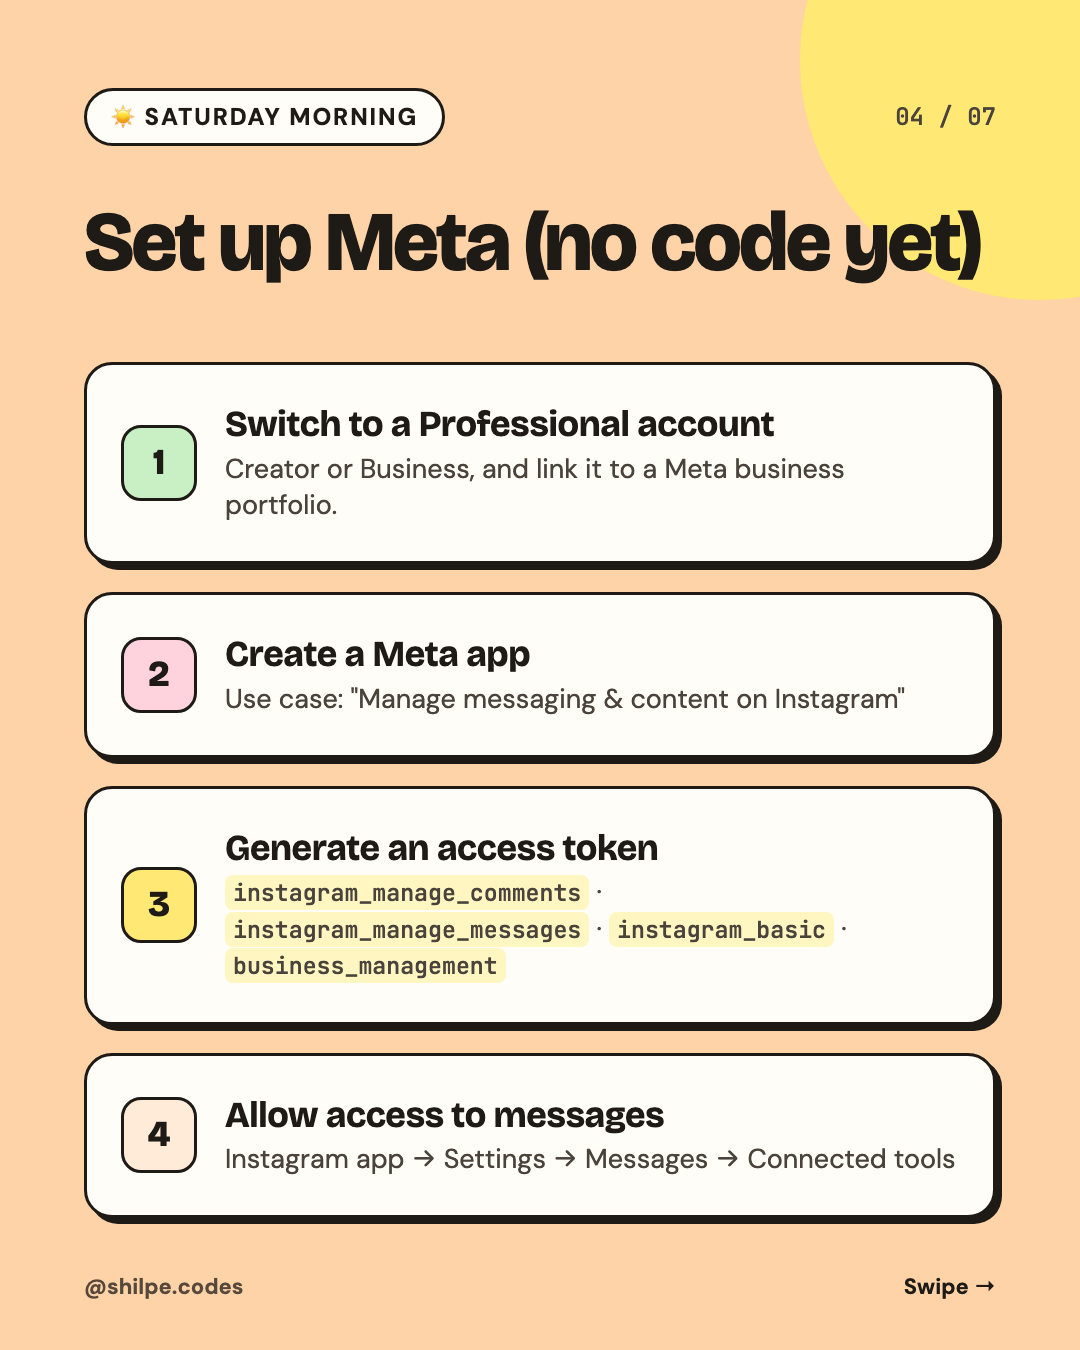 ☀️ SATURDAY MORNING
04 / 07
Set up Meta (no code yet)
1
Switch to a Professional account
Creator or Business, and link it to a Meta business
portfolio.
2
Create a Meta app
Use case: "Manage messaging & content on Instagram"
3
Generate an access token
instagram_manage_comments ·
instagram_manage_messages · instagram_basic ·
business_management
4
Allow access to messages
Instagram app → Settings → Messages → Connected tools
@shilpe.codes
Swipe →